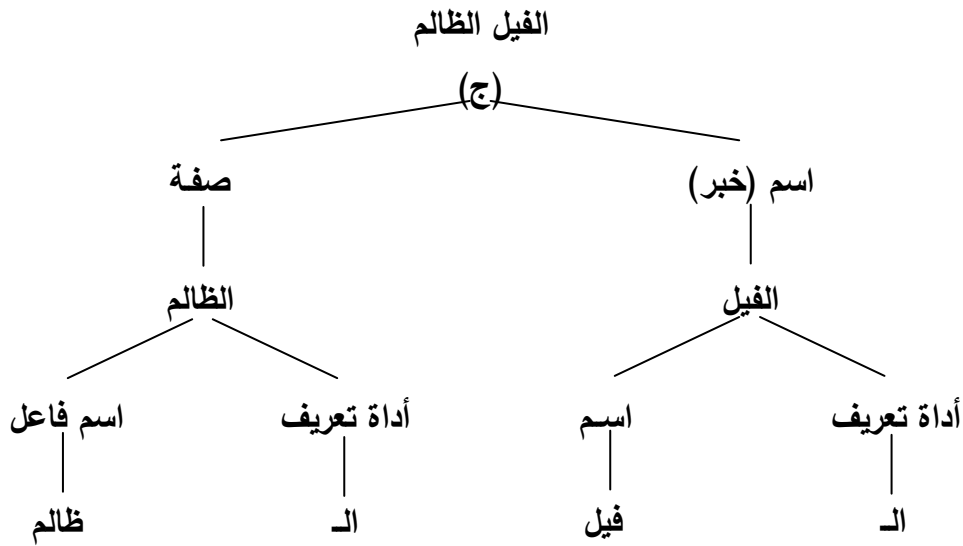 الفيل الظالم
(ج)
اسم (خبر) صفة
الفيل الظالم
أداة تعريف اسم أداة تعريف اسم فاعل
الـ فيل الـ ظالم